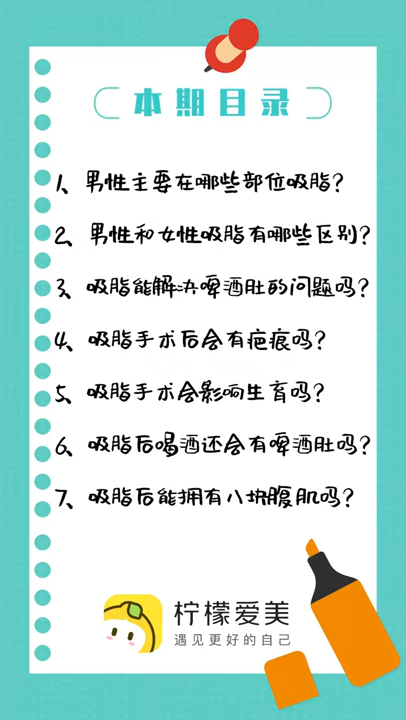 本期目录
1、男性主要在哪些部位吸脂?
2、男性和女性吸脂有哪些区别?
3、吸脂能解决啤酒肚的问题吗?
4、吸脂手术后会有疤痕吗?
5、吸脂手术会影响生育吗?
6、吸脂后喝酒还会有啤酒肚吗?
7、吸脂后能拥有八块腹肌吗?
柠檬爱美
遇见更好的自己